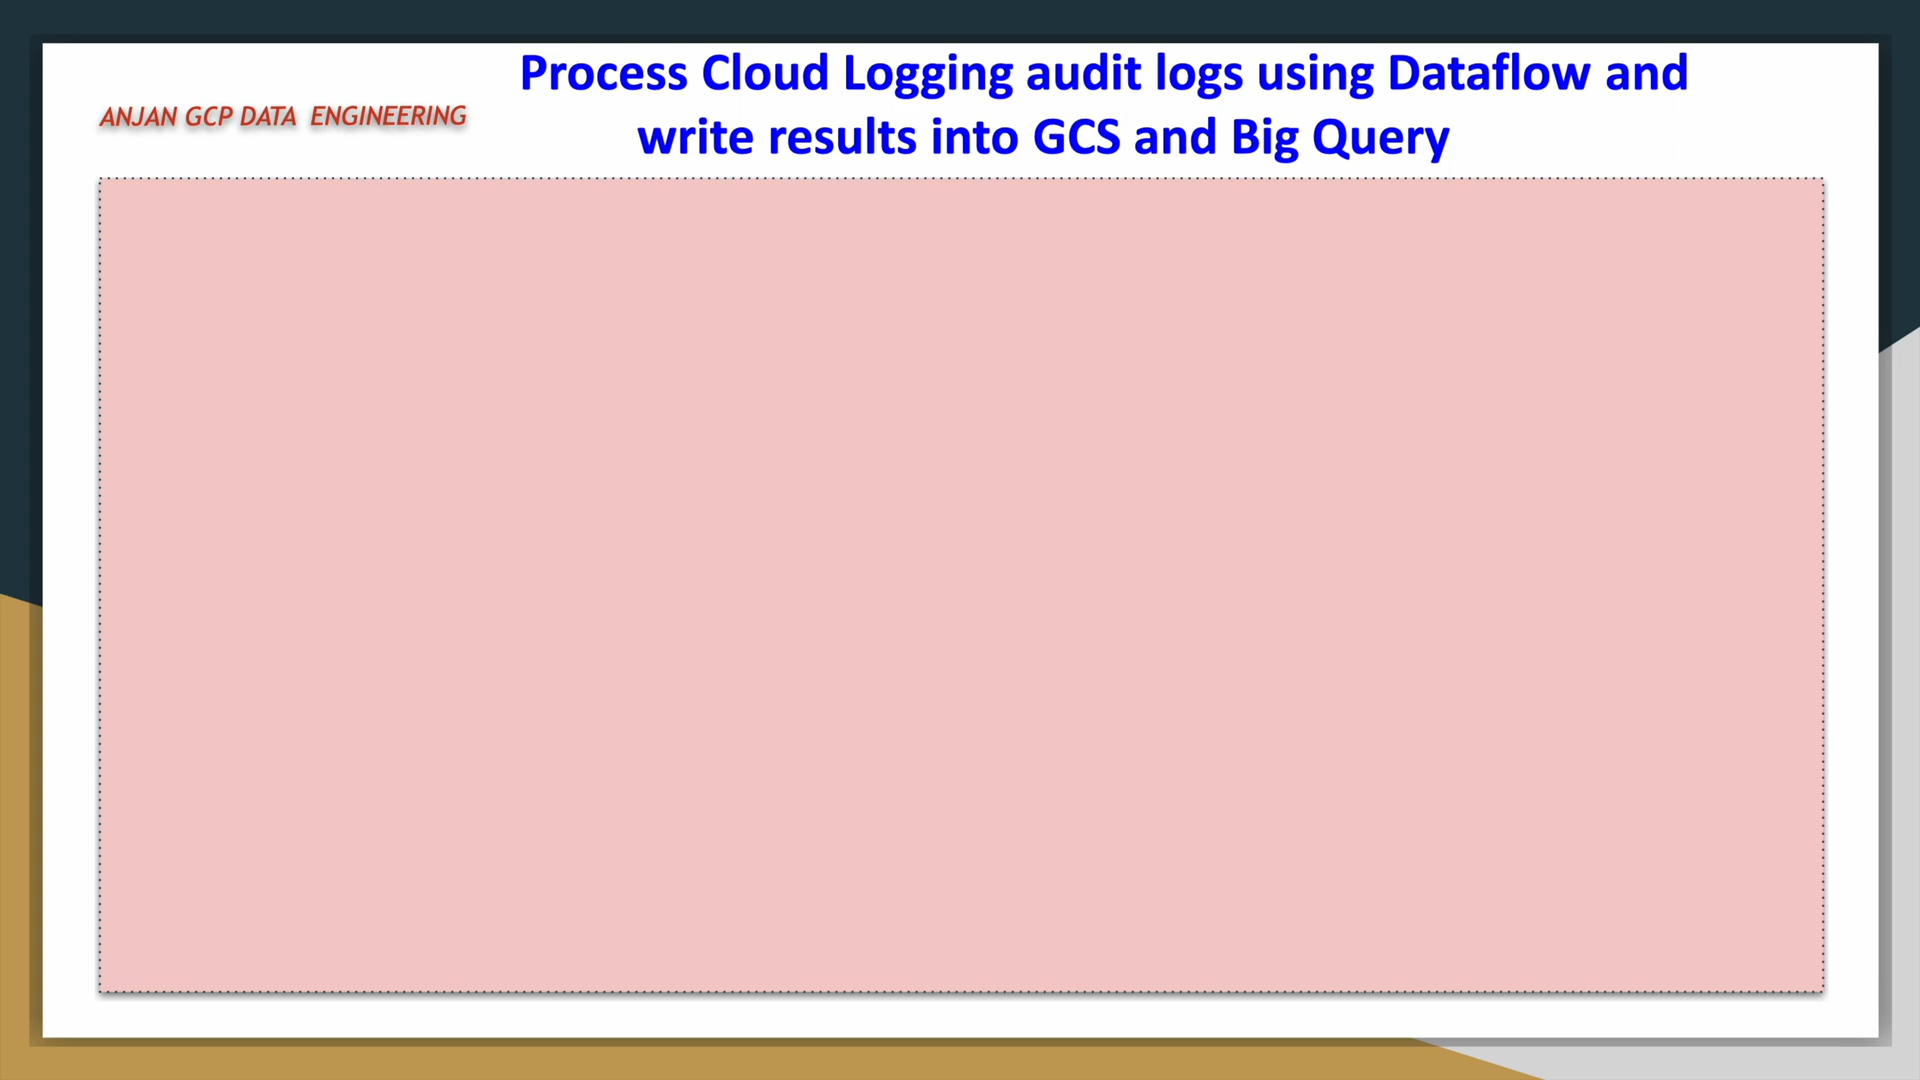 Process Cloud Logging audit logs using Dataflow and
write results into GCS and Big Query
ANJAN GCP DATA ENGINEERING